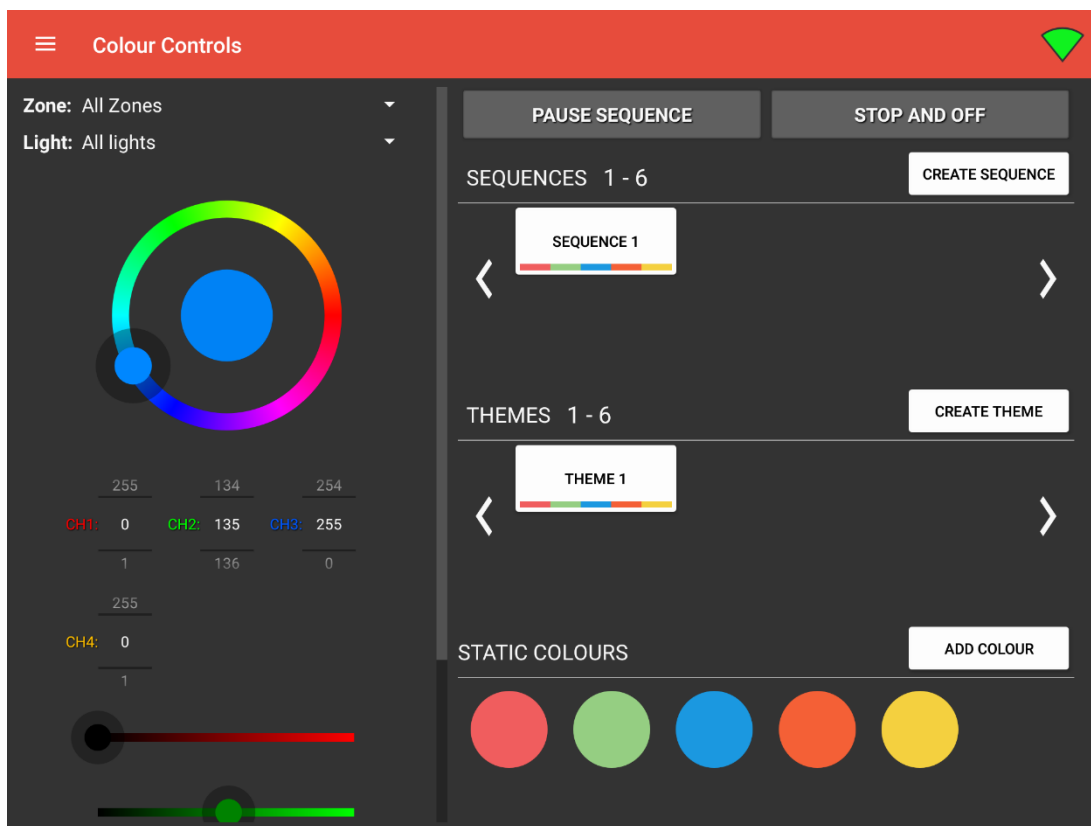 Colour Controls
Zone: All Zones
Light: All lights
255 134 254
CH1: 0 CH2: 135 CH3: 255
1 136 0
255
CH4: 0
1
PAUSE SEQUENCE STOP AND OFF
SEQUENCES 1 - 6 CREATE SEQUENCE
SEQUENCE 1
THEMES 1 - 6 CREATE THEME
THEME 1
STATIC COLOURS ADD COLOUR